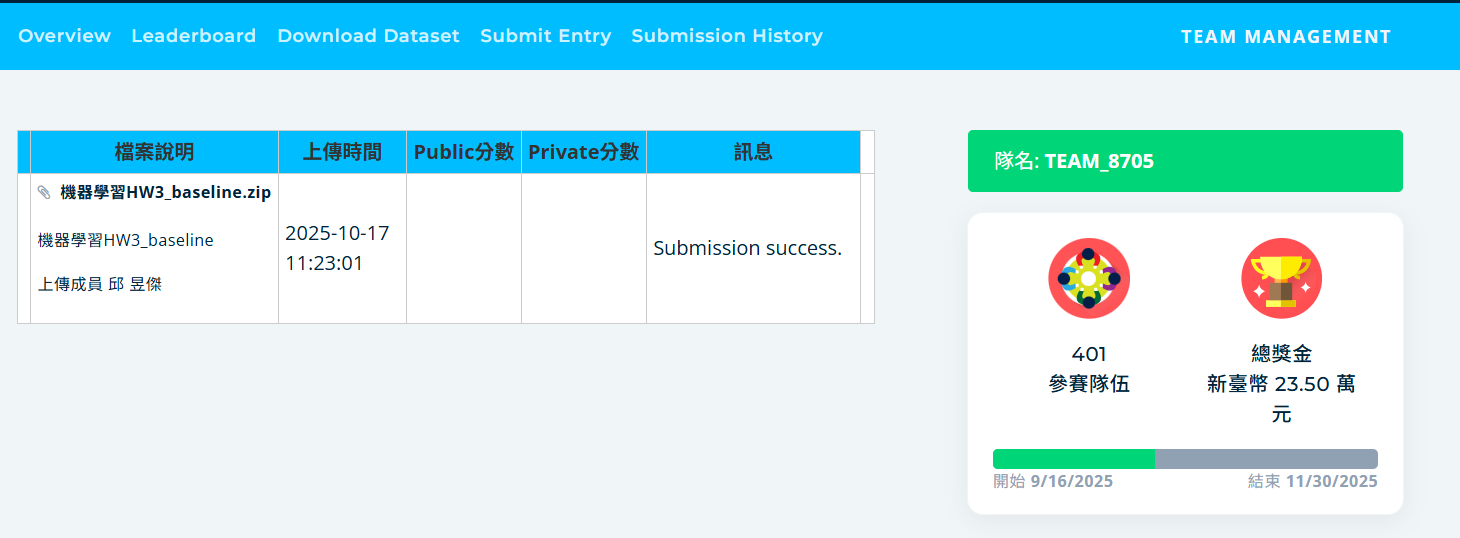 Overview Leaderboard Download Dataset Submit Entry Submission History TEAM MANAGEMENT
檔案說明 上傳時間 Public分數 Private分數 訊息
機器學習HW3_baseline.zip
機器學習HW3_baseline
上傳成員 邱 昱傑
2025-10-17
11:23:01
Submission success.
隊名: TEAM_8705
401
參賽隊伍
總獎金
新臺幣 23.50 萬
元
開始 9/16/2025
結束 11/30/2025